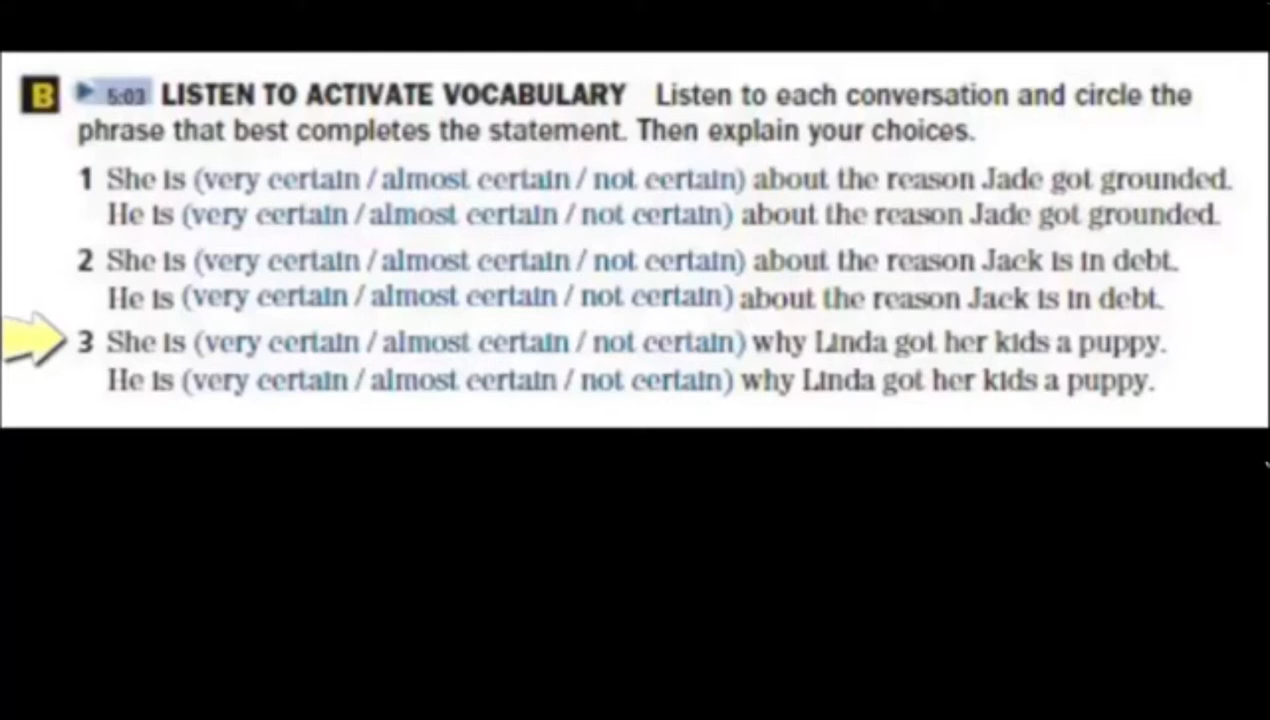 B 5:03 LISTEN TO ACTIVATE VOCABULARY Listen to each conversation and circle the
phrase that best completes the statement. Then explain your choices.
1 She is (very certain / almost certain / not certain) about the reason Jade got grounded.
He is (very certain / almost certain / not certain) about the reason Jade got grounded.
2 She is (very certain / almost certain / not certain) about the reason Jack is in debt.
He is (very certain / almost certain / not certain) about the reason Jack is in debt.
3 She is (very certain / almost certain / not certain) why Linda got her kids a puppy.
He is (very certain / almost certain / not certain) why Linda got her kids a puppy.